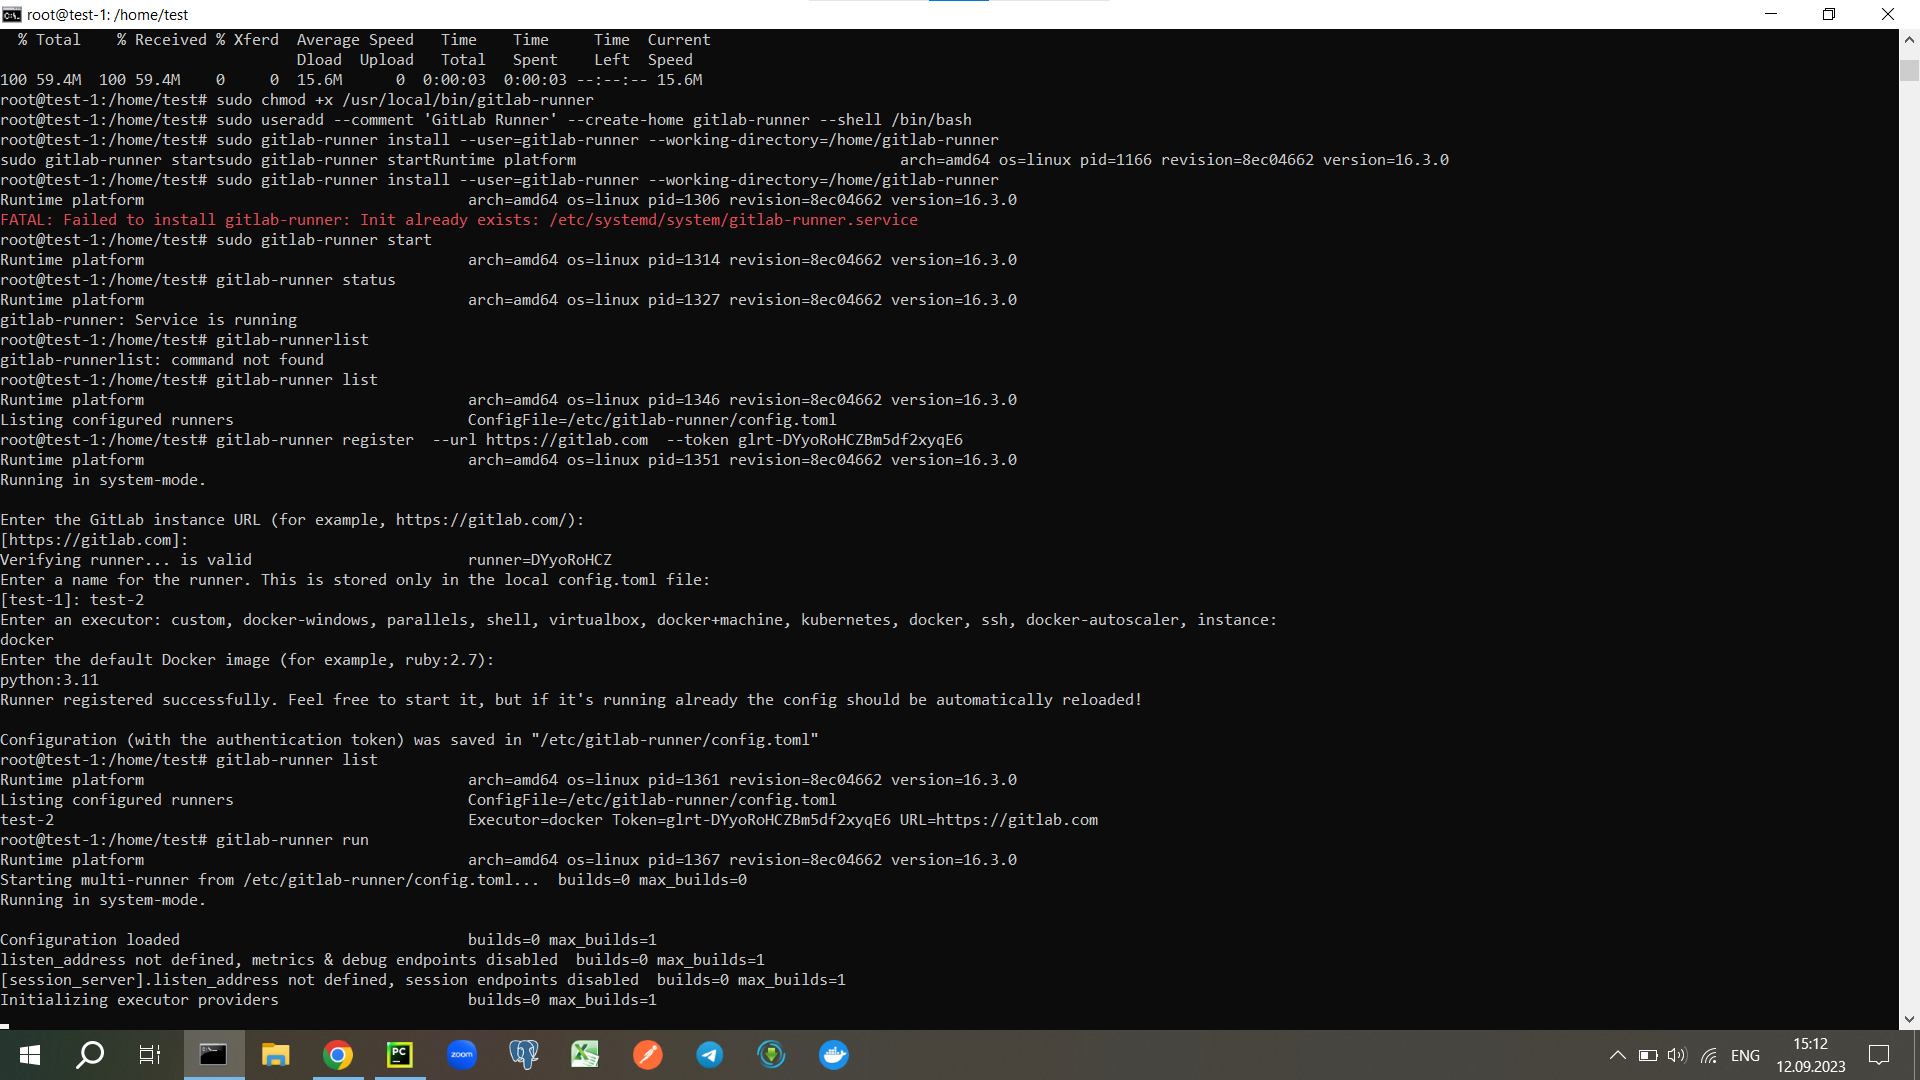 root@test-1: /home/test
% Total    % Received % Xferd  Average Speed   Time    Time     Time  Current
Dload  Upload   Total   Spent    Left  Speed
100 59.4M  100 59.4M    0     0  15.6M      0  0:00:03  0:00:03 --:--:-- 15.6M
root@test-1:/home/test# sudo chmod +x /usr/local/bin/gitlab-runner
root@test-1:/home/test# sudo useradd --comment 'GitLab Runner' --create-home gitlab-runner --shell /bin/bash
root@test-1:/home/test# sudo gitlab-runner install --user=gitlab-runner --working-directory=/home/gitlab-runner
sudo gitlab-runner startsudo gitlab-runner startRuntime platform                                    arch=amd64 os=linux pid=1166 revision=8ec04662 version=16.3.0
root@test-1:/home/test# sudo gitlab-runner install --user=gitlab-runner --working-directory=/home/gitlab-runner
Runtime platform                                    arch=amd64 os=linux pid=1306 revision=8ec04662 version=16.3.0
FATAL: Failed to install gitlab-runner: Init already exists: /etc/systemd/system/gitlab-runner.service
root@test-1:/home/test# sudo gitlab-runner start
Runtime platform                                    arch=amd64 os=linux pid=1314 revision=8ec04662 version=16.3.0
root@test-1:/home/test# gitlab-runner status
Runtime platform                                    arch=amd64 os=linux pid=1327 revision=8ec04662 version=16.3.0
gitlab-runner: Service is running
root@test-1:/home/test# gitlab-runnerlist
gitlab-runnerlist: command not found
root@test-1:/home/test# gitlab-runner list
Runtime platform                                    arch=amd64 os=linux pid=1346 revision=8ec04662 version=16.3.0
Listing configured runners                          ConfigFile=/etc/gitlab-runner/config.toml
root@test-1:/home/test# gitlab-runner register  --url https://gitlab.com  --token glrt-DYyoRoHCZBm5df2xyqE6
Runtime platform                                    arch=amd64 os=linux pid=1351 revision=8ec04662 version=16.3.0
Running in system-mode.
Enter the GitLab instance URL (for example, https://gitlab.com/):
[https://gitlab.com]:
Verifying runner... is valid                        runner=DYyoRoHCZ
Enter a name for the runner. This is stored only in the local config.toml file:
[test-1]: test-2
Enter an executor: custom, docker-windows, parallels, shell, virtualbox, docker+machine, kubernetes, docker, ssh, docker-autoscaler, instance:
docker
Enter the default Docker image (for example, ruby:2.7):
python:3.11
Runner registered successfully. Feel free to start it, but if it's running already the config should be automatically reloaded!
Configuration (with the authentication token) was saved in "/etc/gitlab-runner/config.toml"
root@test-1:/home/test# gitlab-runner list
Runtime platform                                    arch=amd64 os=linux pid=1361 revision=8ec04662 version=16.3.0
Listing configured runners                          ConfigFile=/etc/gitlab-runner/config.toml
test-2                                              Executor=docker Token=glrt-DYyoRoHCZBm5df2xyqE6 URL=https://gitlab.com
root@test-1:/home/test# gitlab-runner run
Runtime platform                                    arch=amd64 os=linux pid=1367 revision=8ec04662 version=16.3.0
Starting multi-runner from /etc/gitlab-runner/config.toml...  builds=0 max_builds=0
Running in system-mode.
Configuration loaded                                builds=0 max_builds=1
listen_address not defined, metrics & debug endpoints disabled  builds=0 max_builds=1
[session_server].listen_address not defined, session endpoints disabled  builds=0 max_builds=1
Initializing executor providers                     builds=0 max_builds=1
PC
zoom
ENG
15:12
12.09.2023